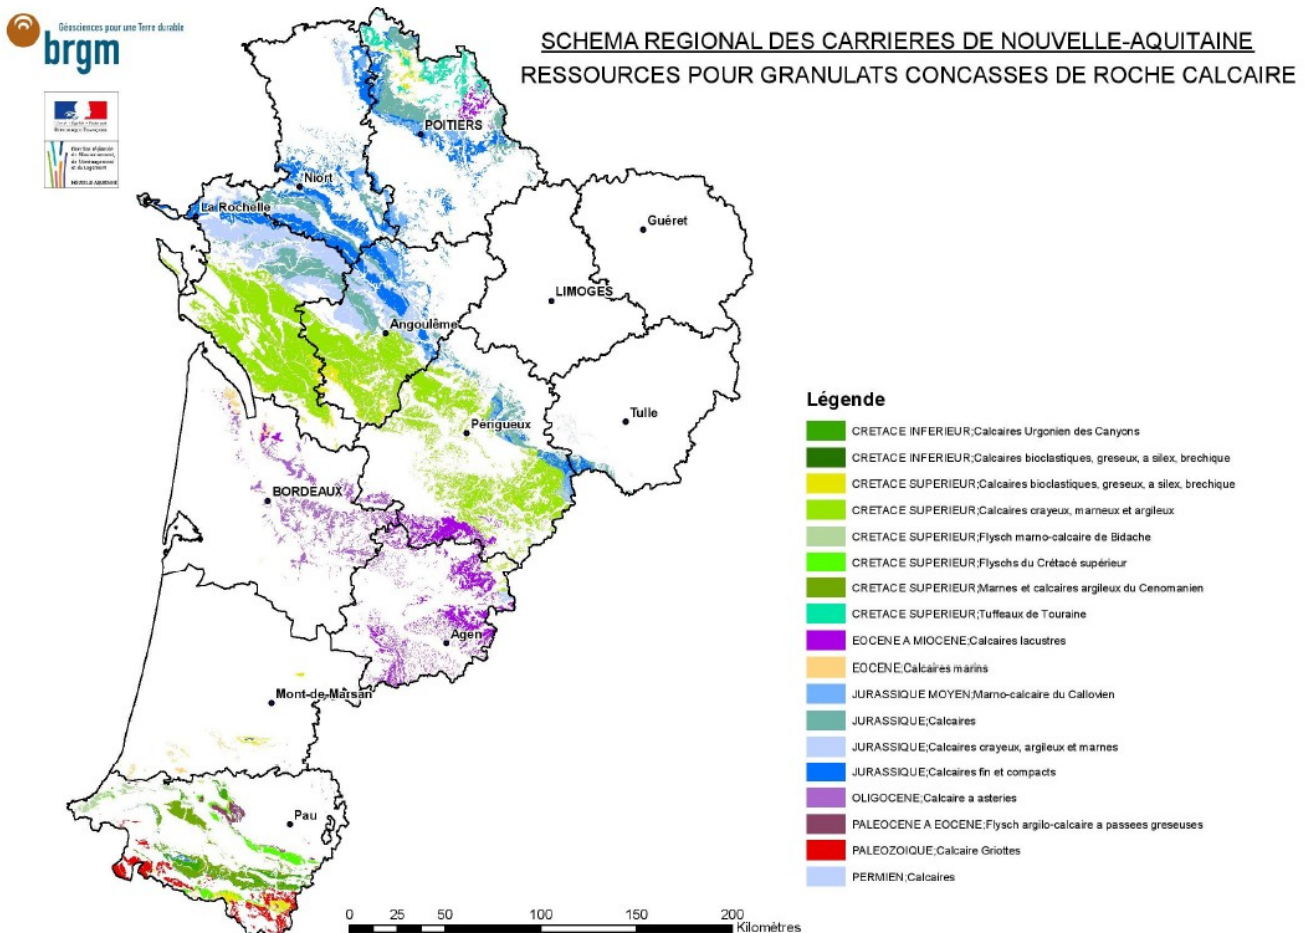 Géosciences pour une Terre durable
brgm
SCHEMA REGIONAL DES CARRIERES DE NOUVELLE-AQUITAINE
RESSOURCES POUR GRANULATS CONCASSES DE ROCHE CALCAIRE
POITIERS
Niort
La Rochelle
Guéret
LIMOGES
Angoulême
Tulle
Périgueux
BORDEAUX
Agen
Mont-de-Marsan
Pau
Légende
CRETACE INFERIEUR;Calcaires Urgonien des Canyons
CRETACE INFERIEUR;Calcaires bioclastiques, greseux, a silex, brechique
CRETACE SUPERIEUR;Calcaires bioclastiques, greseux, a silex, brechique
CRETACE SUPERIEUR;Calcaires crayeux, marneux et argileux
CRETACE SUPERIEUR;Flysch marno-calcaire de Bidache
CRETACE SUPERIEUR;Flyschs du Crétacé supérieur
CRETACE SUPERIEUR;Marnes et calcaires argileux du Cenomanien
CRETACE SUPERIEUR;Tuffeaux de Touraine
EOCENE A MIOCENE;Calcaires lacustres
EOCENE;Calcaires marins
JURASSIQUE MOYEN;Marno-calcaire du Callovien
JURASSIQUE;Calcaires
JURASSIQUE;Calcaires crayeux, argileux et marnes
JURASSIQUE;Calcaires fin et compacts
OLIGOCENE;Calcaire a asteries
PALEOCENE A EOCENE;Flysch argilo-calcaire a passees greseuses
PALEOZOIQUE;Calcaire Griottes
PERMIEN;Calcaires
0 25 50 100 150 200
Kilomètres